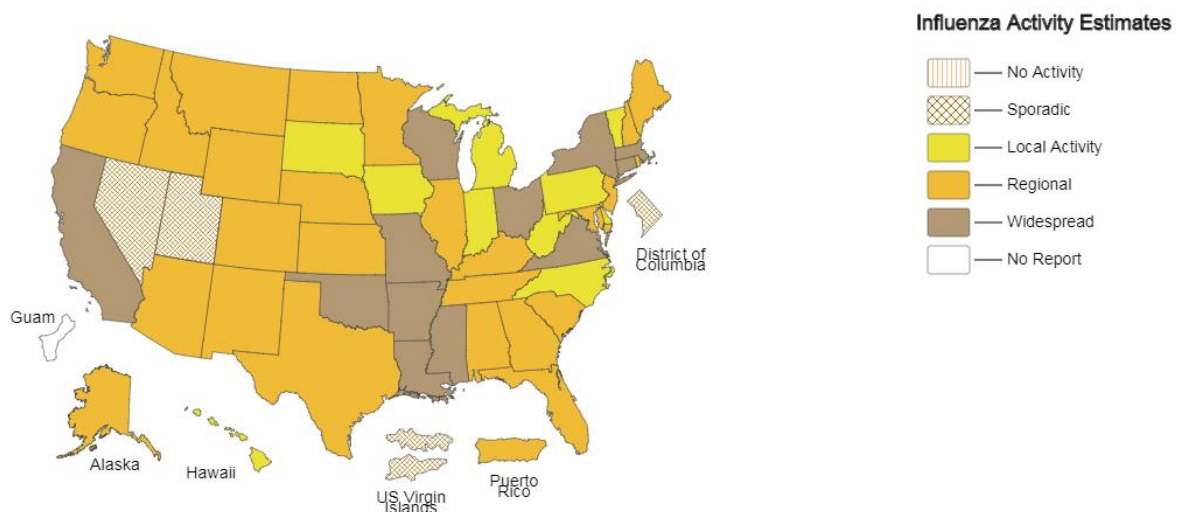 Influenza Activity Estimates
No Activity
Sporadic
Local Activity
Regional
Widespread
No Report
District of
Columbia
Guam
Alaska
Hawaii
US Virgin
Islands
Puerto
Rico